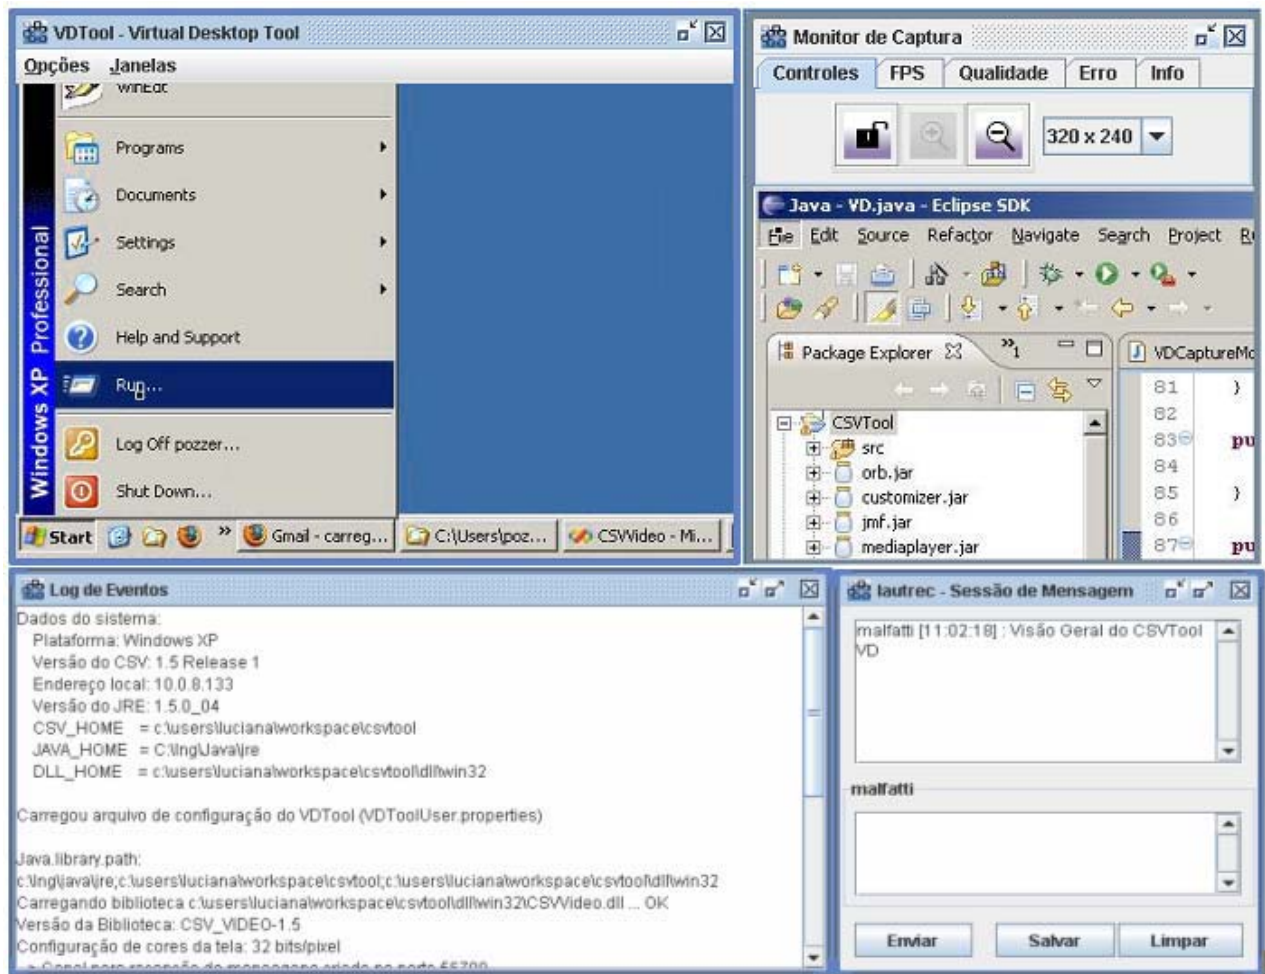 VDTool - Virtual Desktop Tool
Opções Janelas
WinEdt
Programs
Documents
Settings
Search
Help and Support
Run...
Log Off pozzer...
Shut Down...
Windows XP Professional
Start » Gmail - carreg... C:\Users\poz... CSVVideo - Mi...
Monitor de Captura
Controles FPS Qualidade Erro Info
320 x 240
Java - VD.java - Eclipse SDK
File Edit Source Refactor Navigate Search Project
Package Explorer »1 VDCaptureMo
81 }
82
CSVTool
83 pu
src
84
orb.jar
85 }
customizer.jar
86
jmf.jar
87 pu
mediaplayer.jar
Log de Eventos
Dados do sistema:
Plataforma: Windows XP
Versão do CSV: 1.5 Release 1
Endereço local: 10.0.8.133
Versão do JRE: 1.5.0_04
CSV_HOME = c:\users\luciana\workspace\csvtool
JAVA_HOME = C:\lng\Java\jre
DLL_HOME = c:\users\luciana\workspace\csvtool\dll\win32
Carregou arquivo de configuração do VDTool (VDToolUser.properties)
Java.library.path:
c:\lng\java\jre;c:\users\luciana\workspace\csvtool;c:\users\luciana\workspace\csvtool\dll\win32
Carregando biblioteca c:\users\luciana\workspace\csvtool\dll\win32\CSVVideo.dll ... OK
Versão da Biblioteca: CSV_VIDEO-1.5
Configuração de cores da tela: 32 bits/pixel
lautrec - Sessão de Mensagem
malfatti [11:02:18] : Visão Geral do CSVTool
VD
malfatti
Enviar Salvar Limpar